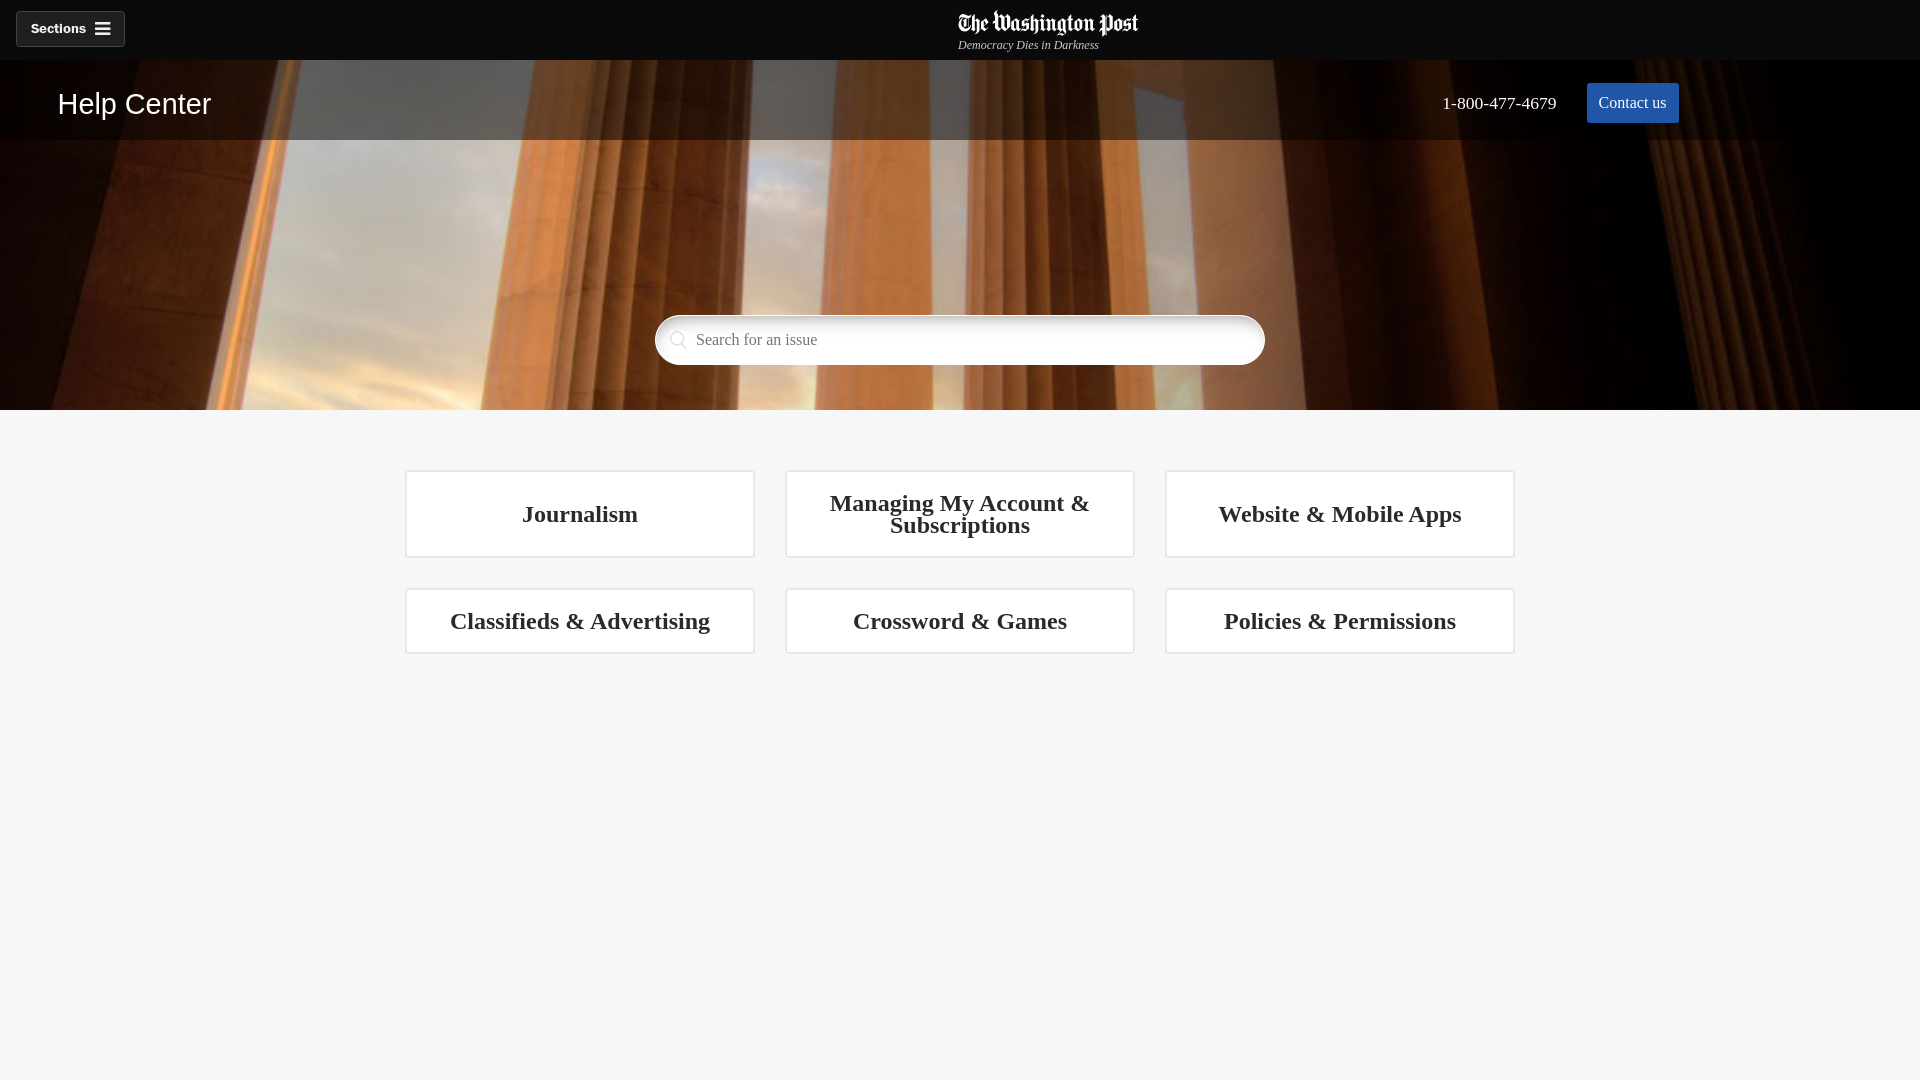 Sections
The Washington Post
Democracy Dies in Darkness
Help Center
1-800-477-4679
Contact us
Search for an issue
Journalism
Managing My Account &
Subscriptions
Website & Mobile Apps
Classifieds & Advertising
Crossword & Games
Policies & Permissions